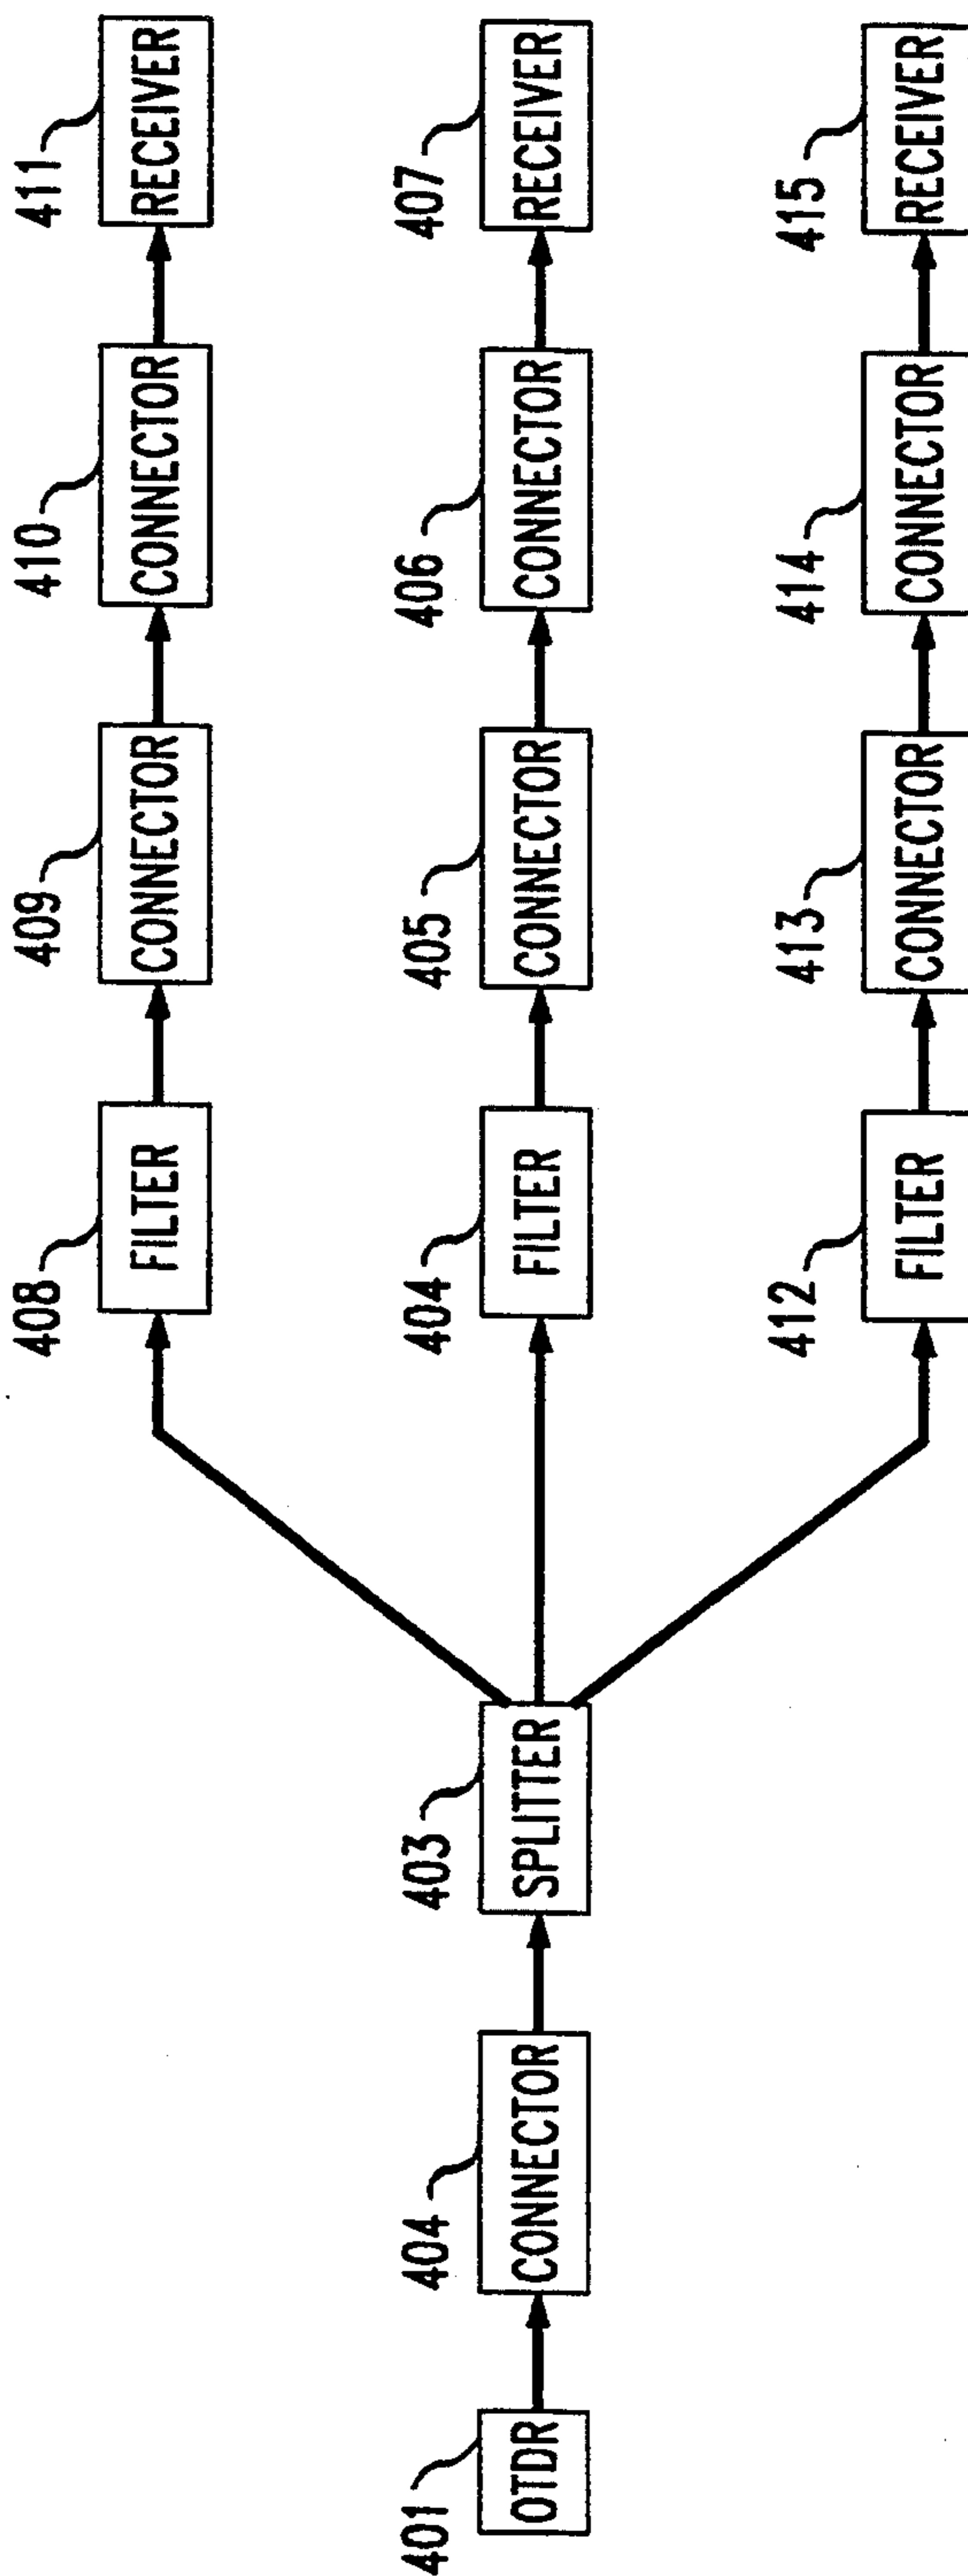 401
OTDR
404
CONNECTOR
403
SPLITTER
408
FILTER
409
CONNECTOR
410
CONNECTOR
411
RECEIVER
404
FILTER
405
CONNECTOR
406
CONNECTOR
407
RECEIVER
412
FILTER
413
CONNECTOR
414
CONNECTOR
415
RECEIVER